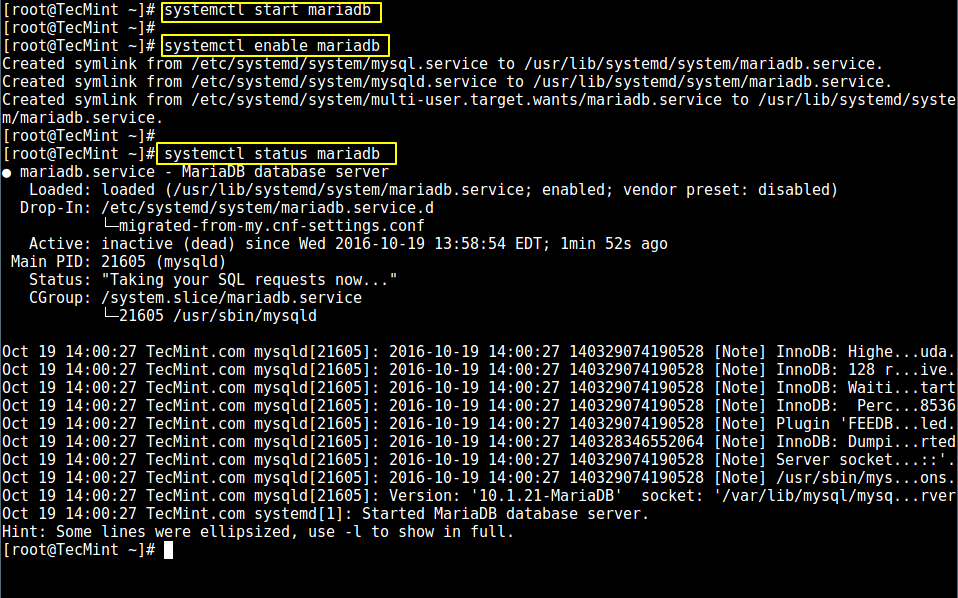 [root@TecMint ~]# systemctl start mariadb
[root@TecMint ~]#
[root@TecMint ~]# systemctl enable mariadb
Created symlink from /etc/systemd/system/mysql.service to /usr/lib/systemd/system/mariadb.service.
Created symlink from /etc/systemd/system/mysqld.service to /usr/lib/systemd/system/mariadb.service.
Created symlink from /etc/systemd/system/multi-user.target.wants/mariadb.service to /usr/lib/systemd/syste
m/mariadb.service.
[root@TecMint ~]#
[root@TecMint ~]# systemctl status mariadb
● mariadb.service - MariaDB database server
   Loaded: loaded (/usr/lib/systemd/system/mariadb.service; enabled; vendor preset: disabled)
  Drop-In: /etc/systemd/system/mariadb.service.d
           └─migrated-from-my.cnf-settings.conf
   Active: inactive (dead) since Wed 2016-10-19 13:58:54 EDT; 1min 52s ago
 Main PID: 21605 (mysqld)
   Status: "Taking your SQL requests now..."
   CGroup: /system.slice/mariadb.service
           └─21605 /usr/sbin/mysqld
Oct 19 14:00:27 TecMint.com mysqld[21605]: 2016-10-19 14:00:27 140329074190528 [Note] InnoDB: Highe...uda.
Oct 19 14:00:27 TecMint.com mysqld[21605]: 2016-10-19 14:00:27 140329074190528 [Note] InnoDB: 128 r...ive.
Oct 19 14:00:27 TecMint.com mysqld[21605]: 2016-10-19 14:00:27 140329074190528 [Note] InnoDB: Waiti...tart
Oct 19 14:00:27 TecMint.com mysqld[21605]: 2016-10-19 14:00:27 140329074190528 [Note] InnoDB:  Perc...8536
Oct 19 14:00:27 TecMint.com mysqld[21605]: 2016-10-19 14:00:27 140329074190528 [Note] Plugin 'FEEDB...led.
Oct 19 14:00:27 TecMint.com mysqld[21605]: 2016-10-19 14:00:27 140328346552064 [Note] InnoDB: Dumpi...rted
Oct 19 14:00:27 TecMint.com mysqld[21605]: 2016-10-19 14:00:27 140329074190528 [Note] Server socket...::'.
Oct 19 14:00:27 TecMint.com mysqld[21605]: 2016-10-19 14:00:27 140329074190528 [Note] /usr/sbin/mys...ons.
Oct 19 14:00:27 TecMint.com mysqld[21605]: Version: '10.1.21-MariaDB'  socket: '/var/lib/mysql/mysq...rver
Oct 19 14:00:27 TecMint.com systemd[1]: Started MariaDB database server.
Hint: Some lines were ellipsized, use -l to show in full.
[root@TecMint ~]#